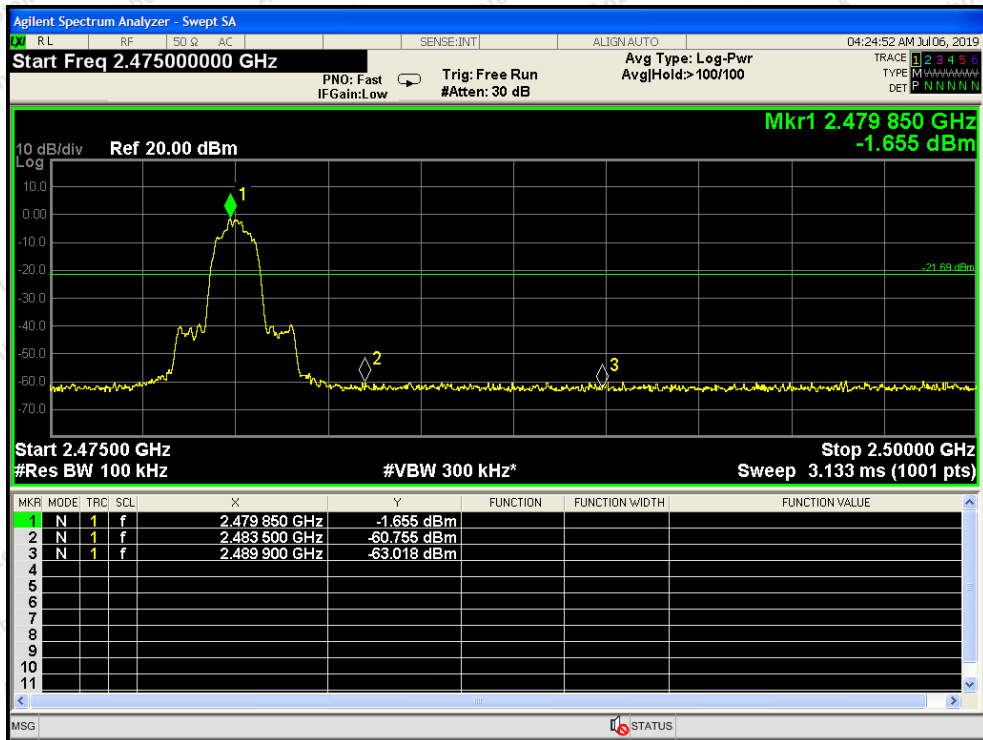 Agilent Spectrum Analyzer - Swept SA
LXI RL RF 50 Ω AC SENSE:INT ALIGN AUTO 04:24:52 AM Jul 06, 2019
Start Freq 2.475000000 GHz
PNO: Fast
IFGain:Low
Trig: Free Run
#Atten: 30 dB
Avg Type: Log-Pwr
Avg|Hold:>100/100
TRACE 1 2 3 4 5 6
TYPE M
DET P N N N N N
Mkr1 2.479 850 GHz
-1.655 dBm
10 dB/div Ref 20.00 dBm
Log
10.0
0.00
-10.0
-20.0
-30.0
-40.0
-50.0
-60.0
-70.0
1
-21.69 dBm
2
3
Start 2.47500 GHz Stop 2.50000 GHz
#Res BW 100 kHz #VBW 300 kHz* Sweep 3.133 ms (1001 pts)
MKR MODE TRC SCL X Y FUNCTION FUNCTION WIDTH FUNCTION VALUE
1 N 1 f 2.479 850 GHz -1.655 dBm
2 N 1 f 2.483 500 GHz -60.755 dBm
3 N 1 f 2.489 900 GHz -63.018 dBm
4
5
6
7
8
9
10
11
MSG STATUS